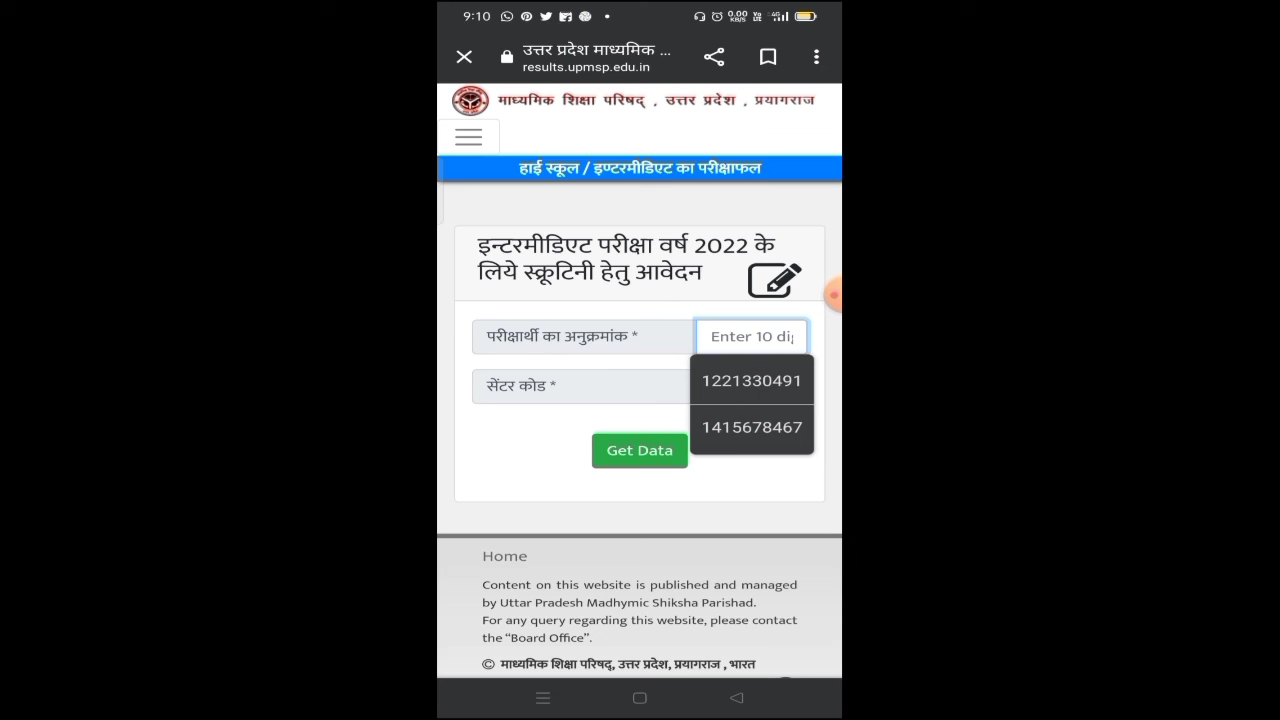 9:10
0.00 KB/S Vo LTE 4G
उत्तर प्रदेश माध्यमिक ...
results.upmsp.edu.in
माध्यमिक शिक्षा परिषद् , उत्तर प्रदेश , प्रयागराज
हाई स्कूल / इण्टरमीडिएट का परीक्षाफल
इन्टरमीडिएट परीक्षा वर्ष 2022 के
लिये स्क्रूटिनी हेतु आवेदन
परीक्षार्थी का अनुक्रमांक *
Enter 10 dig
1221330491
सेंटर कोड *
1415678467
Get Data
Home
Content on this website is published and managed
by Uttar Pradesh Madhymic Shiksha Parishad.
For any query regarding this website, please contact
the “Board Office”.
© माध्यमिक शिक्षा परिषद्, उत्तर प्रदेश, प्रयागराज , भारत